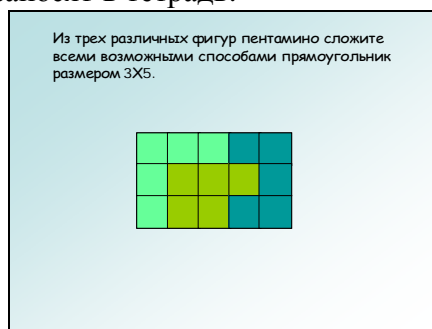 Из трех различных фигур пентамино сложите
всеми возможными способами прямоугольник
размером 3X5.